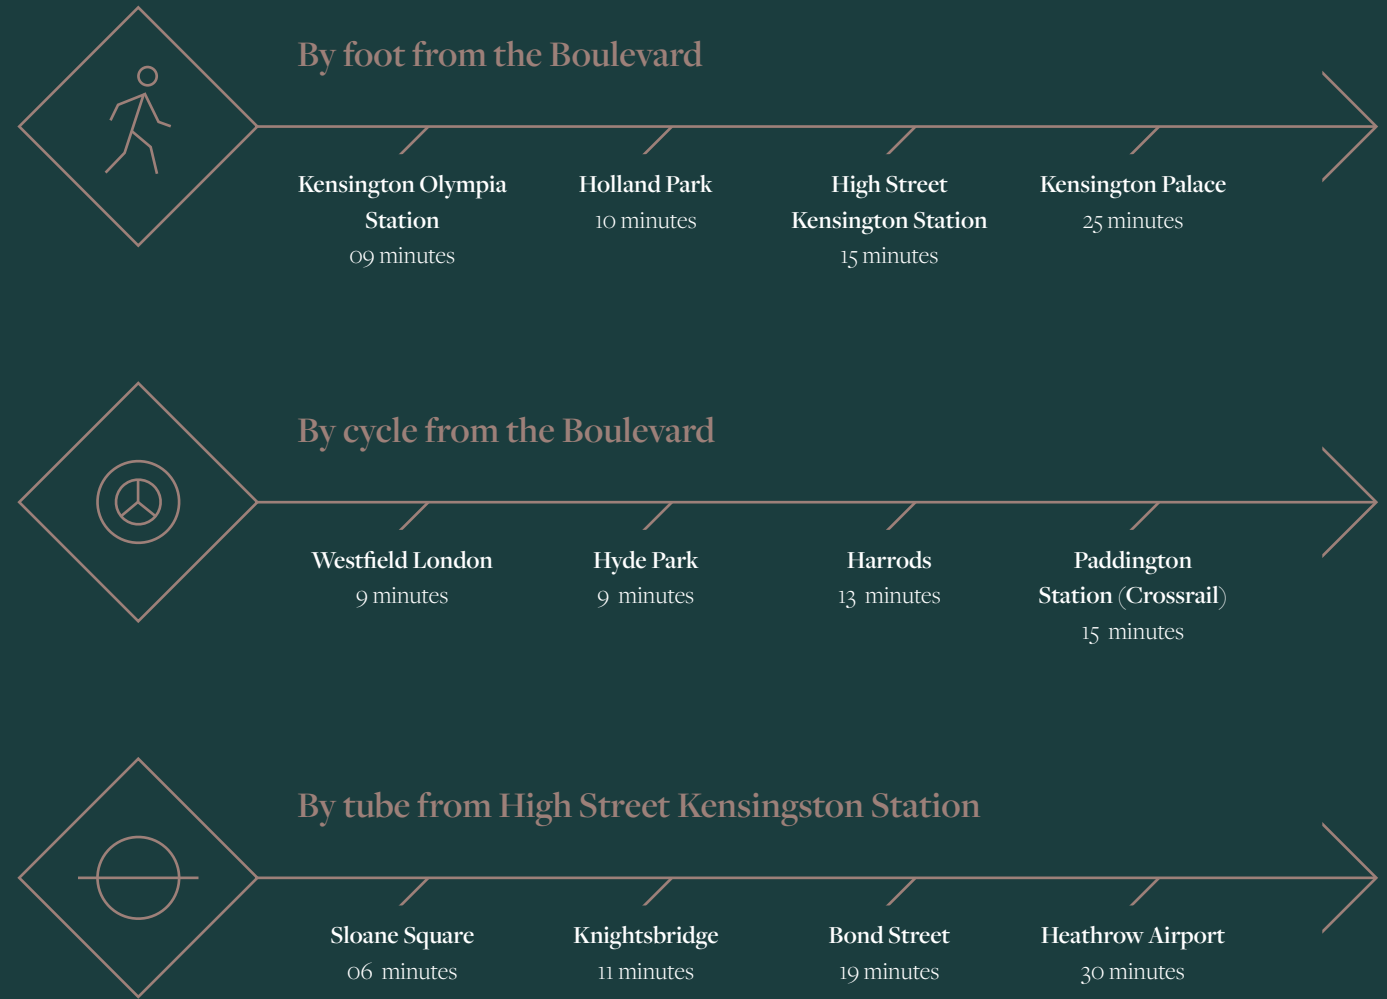 By foot from the Boulevard
Kensington Olympia
Station
09 minutes
Holland Park
10 minutes
High Street
Kensington Station
15 minutes
Kensington Palace
25 minutes
By cycle from the Boulevard
Westfield London
9 minutes
Hyde Park
9 minutes
Harrods
13 minutes
Paddington
Station (Crossrail)
15 minutes
By tube from High Street Kensingston Station
Sloane Square
06 minutes
Knightsbridge
11 minutes
Bond Street
19 minutes
Heathrow Airport
30 minutes